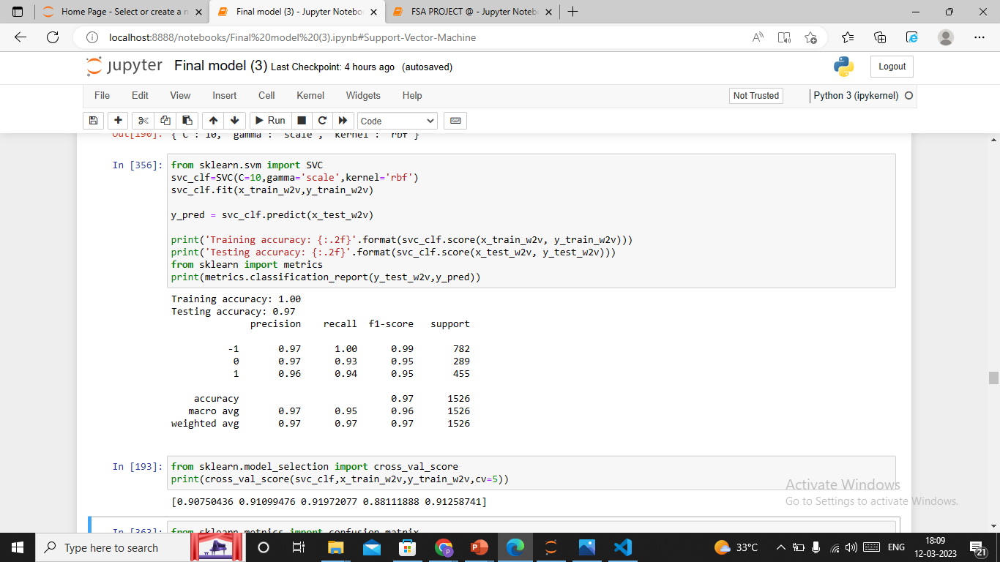 Home Page - Select or create a n
Final model (3) - Jupyter Notebo
FSA PROJECT @ - Jupyter Noteb
localhost:8888/notebooks/Final%20model%20(3).ipynb#Support-Vector-Machine
jupyter Final model (3) Last Checkpoint: 4 hours ago (autosaved)
Logout
File Edit View Insert Cell Kernel Widgets Help
Not Trusted
Python 3 (ipykernel)
Run
Code
Out[190]: {'C': 10, 'gamma': 'scale', 'kernel': 'rbf'}
In [356]: from sklearn.svm import SVC
svc_clf=SVC(C=10,gamma='scale',kernel='rbf')
svc_clf.fit(x_train_w2v,y_train_w2v)
y_pred = svc_clf.predict(x_test_w2v)
print('Training accuracy: {:.2f}'.format(svc_clf.score(x_train_w2v, y_train_w2v)))
print('Testing accuracy: {:.2f}'.format(svc_clf.score(x_test_w2v, y_test_w2v)))
from sklearn import metrics
print(metrics.classification_report(y_test_w2v,y_pred))
Training accuracy: 1.00
Testing accuracy: 0.97
precision recall f1-score support
-1 0.97 1.00 0.99 782
0 0.97 0.93 0.95 289
1 0.96 0.94 0.95 455
accuracy 0.97 1526
macro avg 0.97 0.95 0.96 1526
weighted avg 0.97 0.97 0.97 1526
In [193]: from sklearn.model_selection import cross_val_score
print(cross_val_score(svc_clf,x_train_w2v,y_train_w2v,cv=5))
[0.90750436 0.91099476 0.91972077 0.88111888 0.91258741]
Activate Windows
Go to Settings to activate Windows.
In [363]: from sklearn.metrics import confusion_matrix
Type here to search
33°C
ENG
18:09
12-03-2023
21